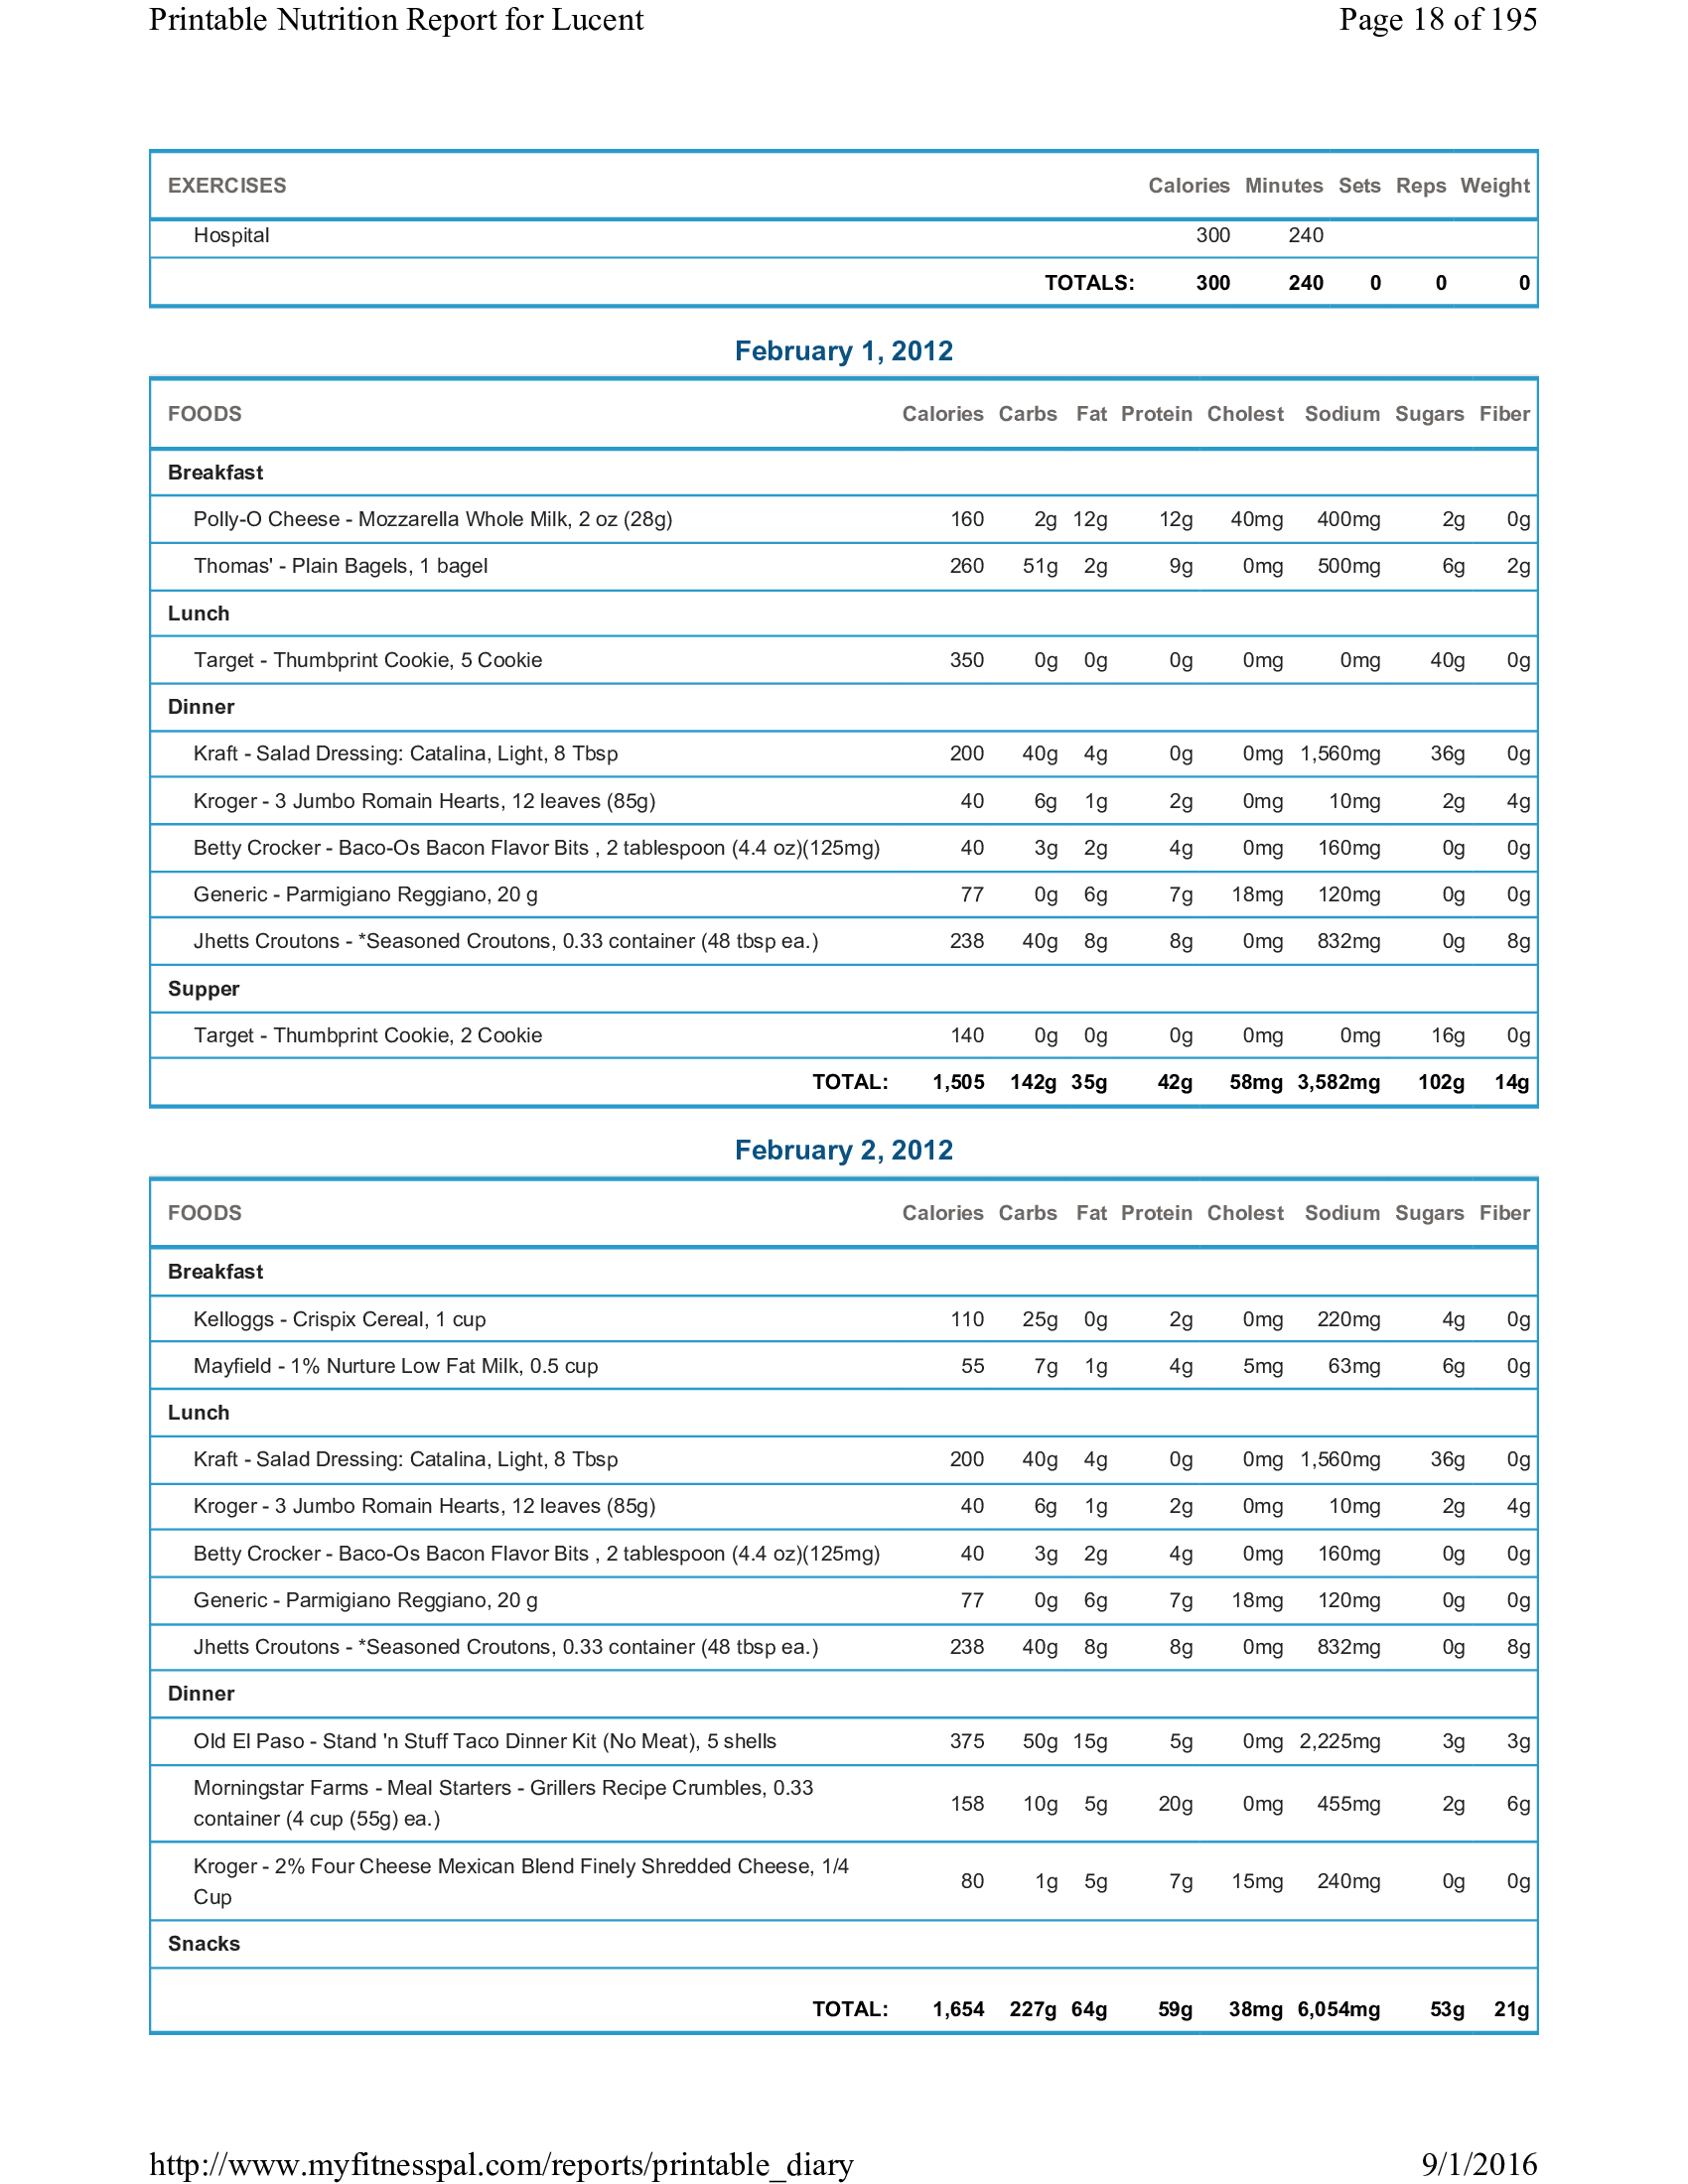 Printable Nutrition Report for Lucent Page 18 of 195
EXERCISES Calories Minutes Sets Reps Weight
Hospital 300 240
TOTALS: 300 240 0 0 0
February 1, 2012
FOODS Calories Carbs Fat Protein Cholest Sodium Sugars Fiber
Breakfast
Polly-O Cheese - Mozzarella Whole Milk, 2 oz (28g) 160 2g 12g 12g 40mg 400mg 2g 0g
Thomas' - Plain Bagels, 1 bagel 260 51g 2g 9g 0mg 500mg 6g 2g
Lunch
Target - Thumbprint Cookie, 5 Cookie 350 0g 0g 0g 0mg 0mg 40g 0g
Dinner
Kraft - Salad Dressing: Catalina, Light, 8 Tbsp 200 40g 4g 0g 0mg 1,560mg 36g 0g
Kroger - 3 Jumbo Romain Hearts, 12 leaves (85g) 40 6g 1g 2g 0mg 10mg 2g 4g
Betty Crocker - Baco-Os Bacon Flavor Bits , 2 tablespoon (4.4 oz)(125mg) 40 3g 2g 4g 0mg 160mg 0g 0g
Generic - Parmigiano Reggiano, 20 g 77 0g 6g 7g 18mg 120mg 0g 0g
Jhetts Croutons - *Seasoned Croutons, 0.33 container (48 tbsp ea.) 238 40g 8g 8g 0mg 832mg 0g 8g
Supper
Target - Thumbprint Cookie, 2 Cookie 140 0g 0g 0g 0mg 0mg 16g 0g
TOTAL: 1,505 142g 35g 42g 58mg 3,582mg 102g 14g
February 2, 2012
FOODS Calories Carbs Fat Protein Cholest Sodium Sugars Fiber
Breakfast
Kelloggs - Crispix Cereal, 1 cup 110 25g 0g 2g 0mg 220mg 4g 0g
Mayfield - 1% Nurture Low Fat Milk, 0.5 cup 55 7g 1g 4g 5mg 63mg 6g 0g
Lunch
Kraft - Salad Dressing: Catalina, Light, 8 Tbsp 200 40g 4g 0g 0mg 1,560mg 36g 0g
Kroger - 3 Jumbo Romain Hearts, 12 leaves (85g) 40 6g 1g 2g 0mg 10mg 2g 4g
Betty Crocker - Baco-Os Bacon Flavor Bits , 2 tablespoon (4.4 oz)(125mg) 40 3g 2g 4g 0mg 160mg 0g 0g
Generic - Parmigiano Reggiano, 20 g 77 0g 6g 7g 18mg 120mg 0g 0g
Jhetts Croutons - *Seasoned Croutons, 0.33 container (48 tbsp ea.) 238 40g 8g 8g 0mg 832mg 0g 8g
Dinner
Old El Paso - Stand 'n Stuff Taco Dinner Kit (No Meat), 5 shells 375 50g 15g 5g 0mg 2,225mg 3g 3g
Morningstar Farms - Meal Starters - Grillers Recipe Crumbles, 0.33
container (4 cup (55g) ea.) 158 10g 5g 20g 0mg 455mg 2g 6g
Kroger - 2% Four Cheese Mexican Blend Finely Shredded Cheese, 1/4
Cup 80 1g 5g 7g 15mg 240mg 0g 0g
Snacks
TOTAL: 1,654 227g 64g 59g 38mg 6,054mg 53g 21g
http://www.myfitnesspal.com/reports/printable_diary 9/1/2016